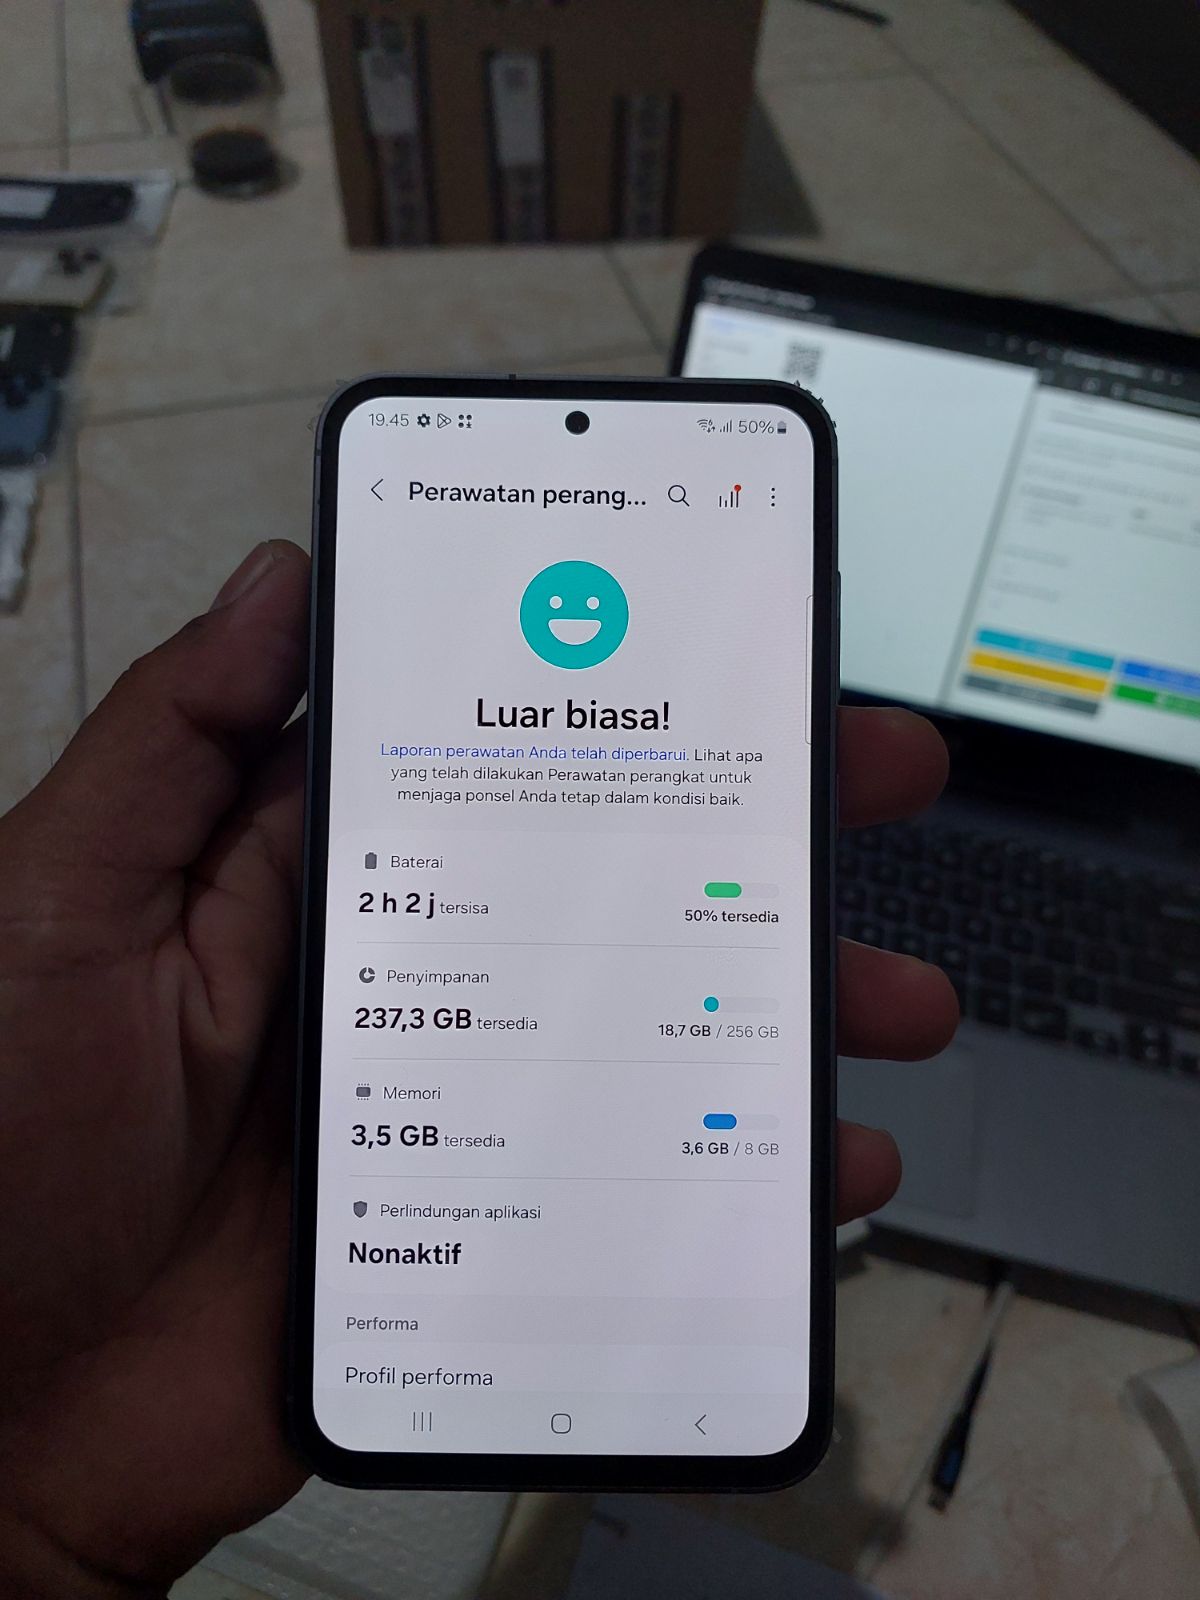 19.45
50%
Perawatan perang...
Luar biasa!
Laporan perawatan Anda telah diperbarui. Lihat apa
yang telah dilakukan Perawatan perangkat untuk
menjaga ponsel Anda tetap dalam kondisi baik.
Baterai
2 h 2 j tersisa
50% tersedia
Penyimpanan
237,3 GB tersedia
18,7 GB / 256 GB
Memori
3,5 GB tersedia
3,6 GB / 8 GB
Perlindungan aplikasi
Nonaktif
Performa
Profil performa